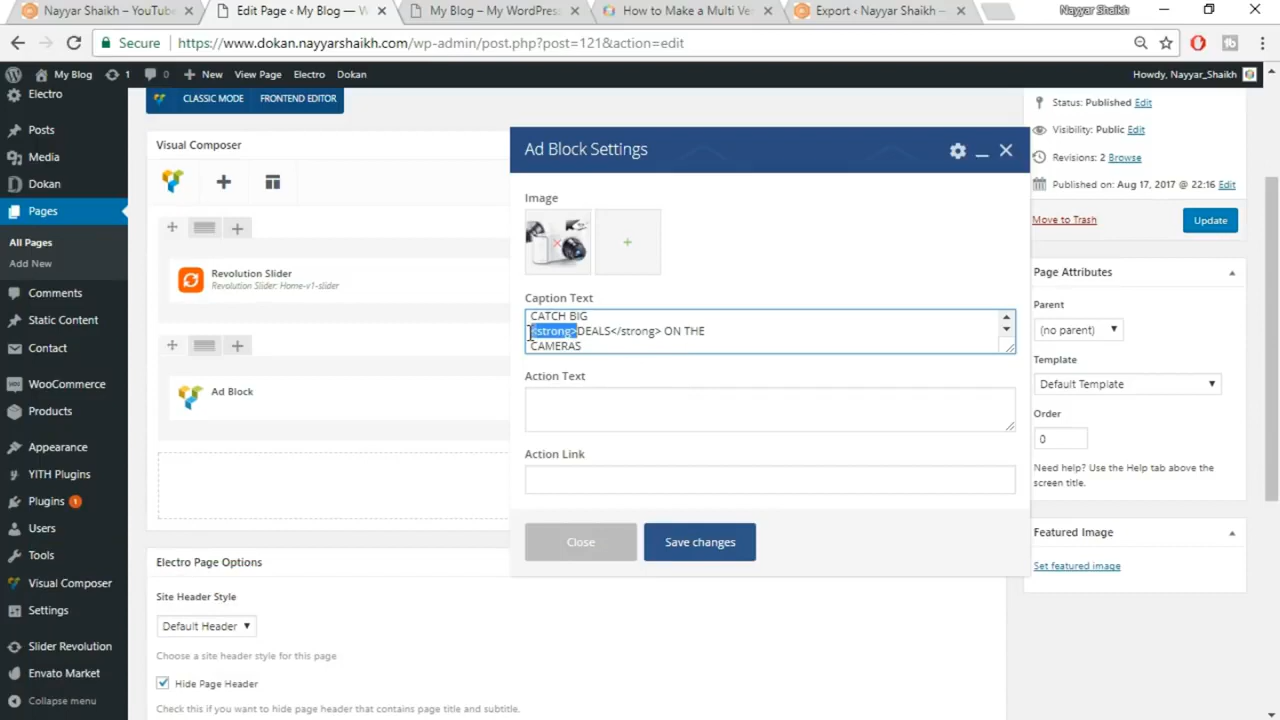 Nayyar Shaikh – YouTube
Edit Page ‹ My Blog — W
My Blog – My WordPress
How to Make a Multi Ve
Export ‹ Nayyar Shaikh —
Nayyar Shaikh
Secure
https://www.dokan.nayyarshaikh.com/wp-admin/post.php?post=121&action=edit
My Blog
1
0
New
View Page
Electro
Dokan
Howdy, Nayyar_Shaikh
Electro
Posts
Media
Dokan
Pages
All Pages
Add New
Comments
Static Content
Contact
WooCommerce
Products
Appearance
YITH Plugins
Plugins 1
Users
Tools
Visual Composer
Settings
Slider Revolution
Envato Market
Collapse menu
CLASSIC MODE
FRONTEND EDITOR
Visual Composer
Revolution Slider
Revolution Slider: Home-v1-slider
Ad Block
Electro Page Options
Site Header Style
Default Header
Choose a site header style for this page
Hide Page Header
Check this if you want to hide page header that contains page title and subtitle.
Ad Block Settings
Image
Caption Text
CATCH BIG
<strong>DEALS</strong> ON THE
CAMERAS
Action Text
Action Link
Close
Save changes
Status: Published Edit
Visibility: Public Edit
Revisions: 2 Browse
Published on: Aug 17, 2017 @ 22:16 Edit
Move to Trash
Update
Page Attributes
Parent
(no parent)
Template
Default Template
Order
0
Need help? Use the Help tab above the
screen title.
Featured Image
Set featured image